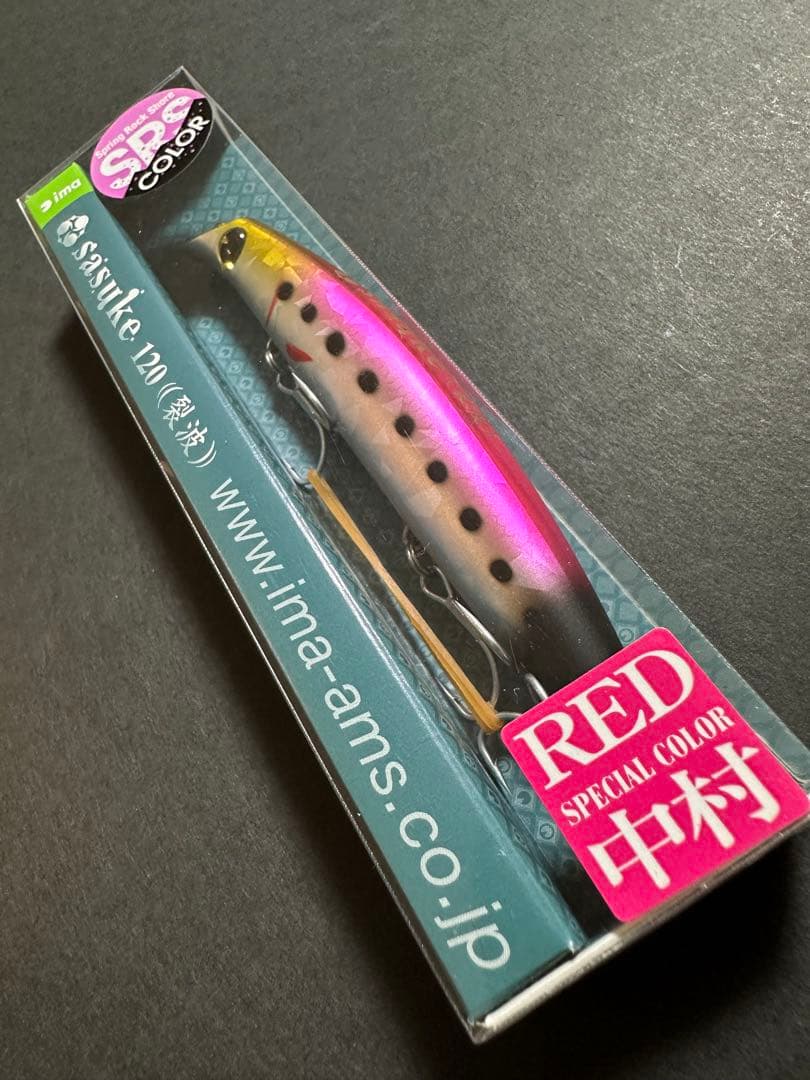 Spring Rock Shore
SRS
COLOR
ima
sasuke 120 ((裂波))
www.ima-ams.co.jp
RED
SPECIAL COLOR
中村